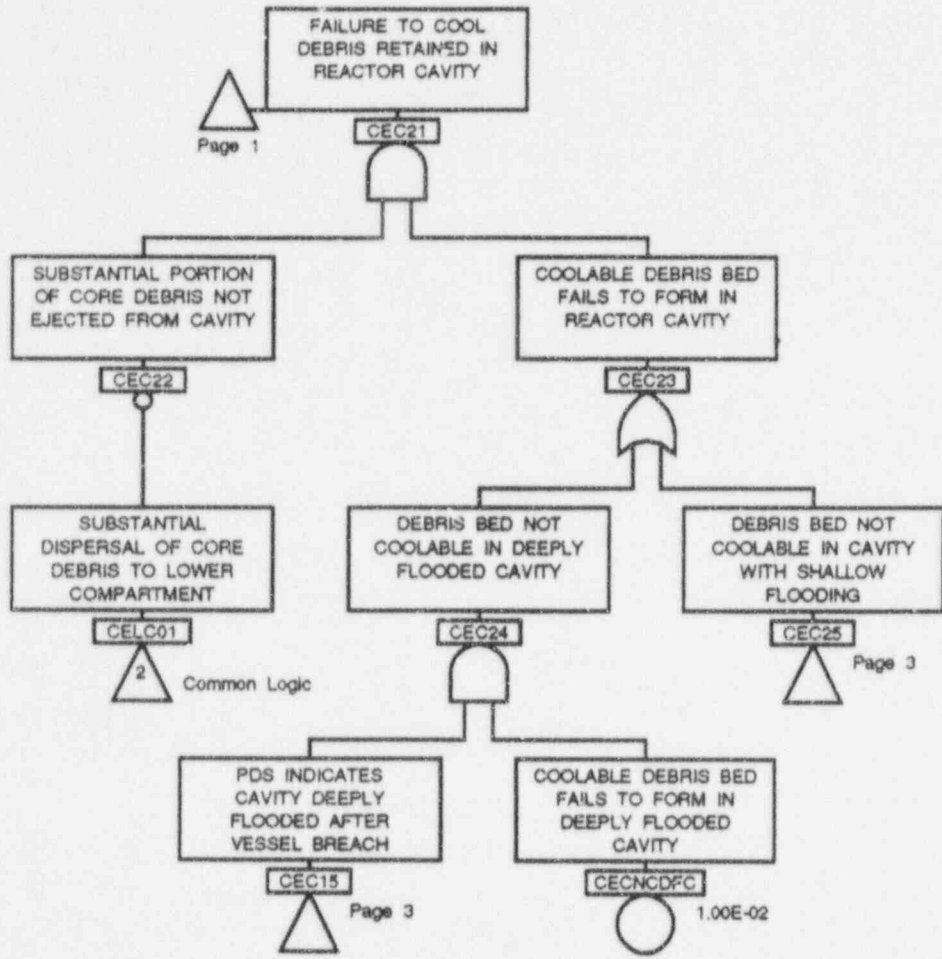 FAILURE TO COOL
DEBRIS RETAINED IN
REACTOR CAVITY
Page 1
CEC21
SUBSTANTIAL PORTION
OF CORE DEBRIS NOT
EJECTED FROM CAVITY
CEC22
COOLABLE DEBRIS BED
FAILS TO FORM IN
REACTOR CAVITY
CEC23
SUBSTANTIAL
DISPERSAL OF CORE
DEBRIS TO LOWER
COMPARTMENT
CELC01
2
Common Logic
DEBRIS BED NOT
COOLABLE IN DEEPLY
FLOODED CAVITY
CEC24
DEBRIS BED NOT
COOLABLE IN CAVITY
WITH SHALLOW
FLOODING
CEC25
Page 3
PDS INDICATES
CAVITY DEEPLY
FLOODED AFTER
VESSEL BREACH
CEC15
Page 3
COOLABLE DEBRIS BED
FAILS TO FORM IN
DEEPLY FLOODED
CAVITY
CECNCDFC
1.00E-02